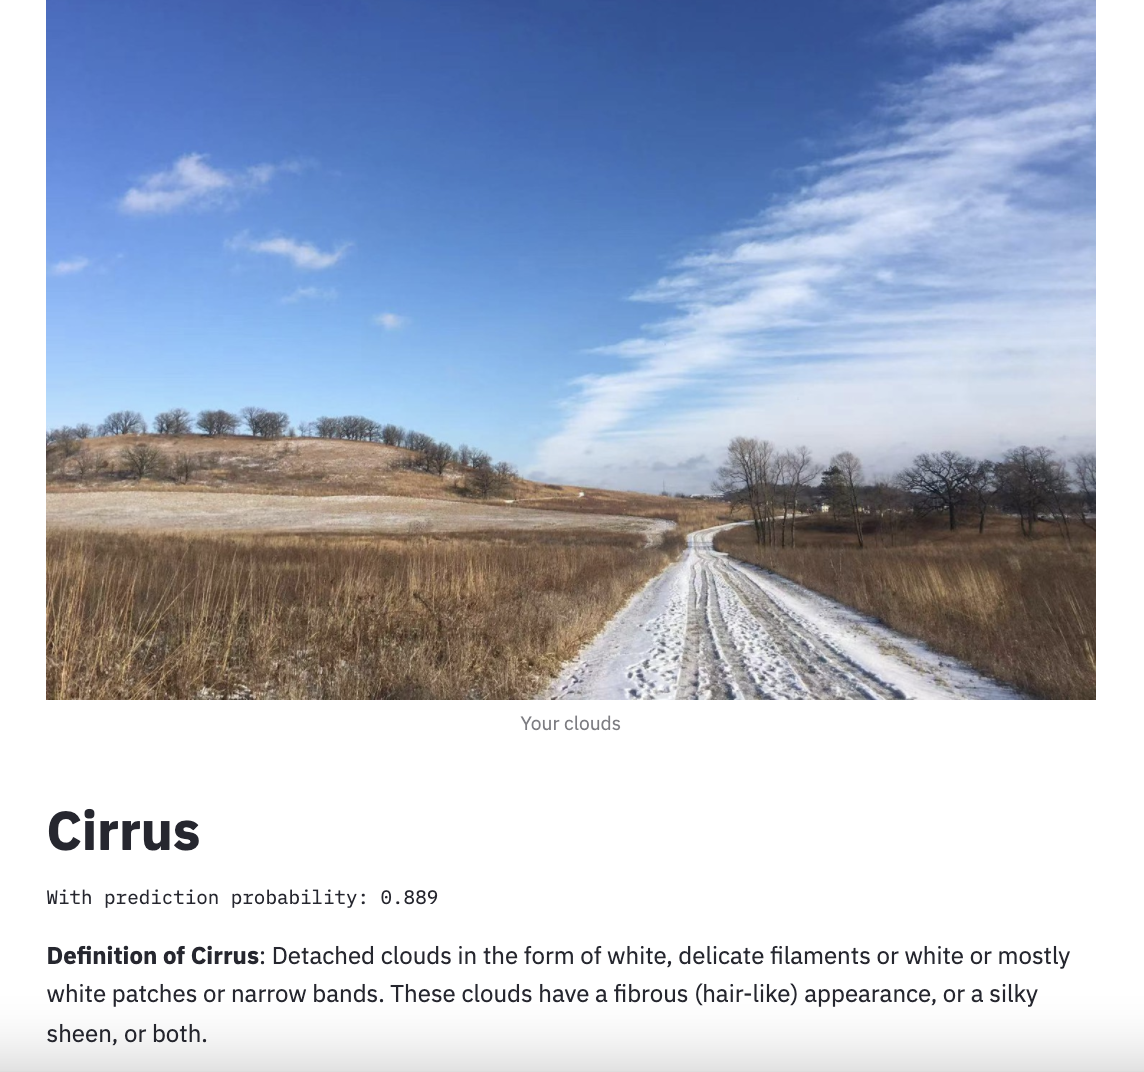 Your clouds
Cirrus
With prediction probability: 0.889
Definition of Cirrus: Detached clouds in the form of white, delicate filaments or white or mostly
white patches or narrow bands. These clouds have a fibrous (hair-like) appearance, or a silky
sheen, or both.